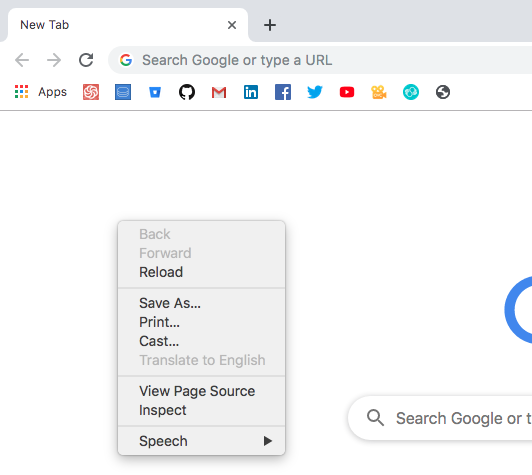 New Tab
Search Google or type a URL
Apps
Back
Forward
Reload
Save As...
Print...
Cast...
Translate to English
View Page Source
Inspect
Speech
Search Google or t